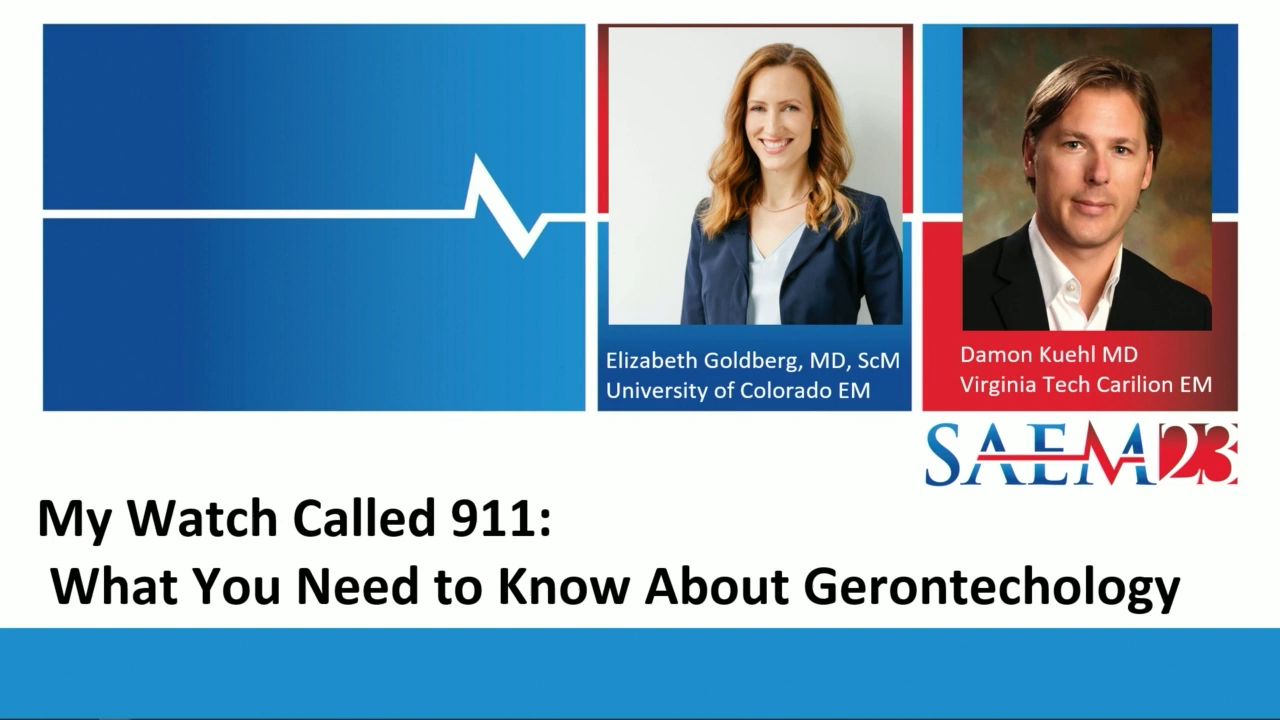 Elizabeth Goldberg, MD, ScM
University of Colorado EM
Damon Kuehl MD
Virginia Tech Carilion EM
SAEM23
My Watch Called 911:
What You Need to Know About Gerontechology